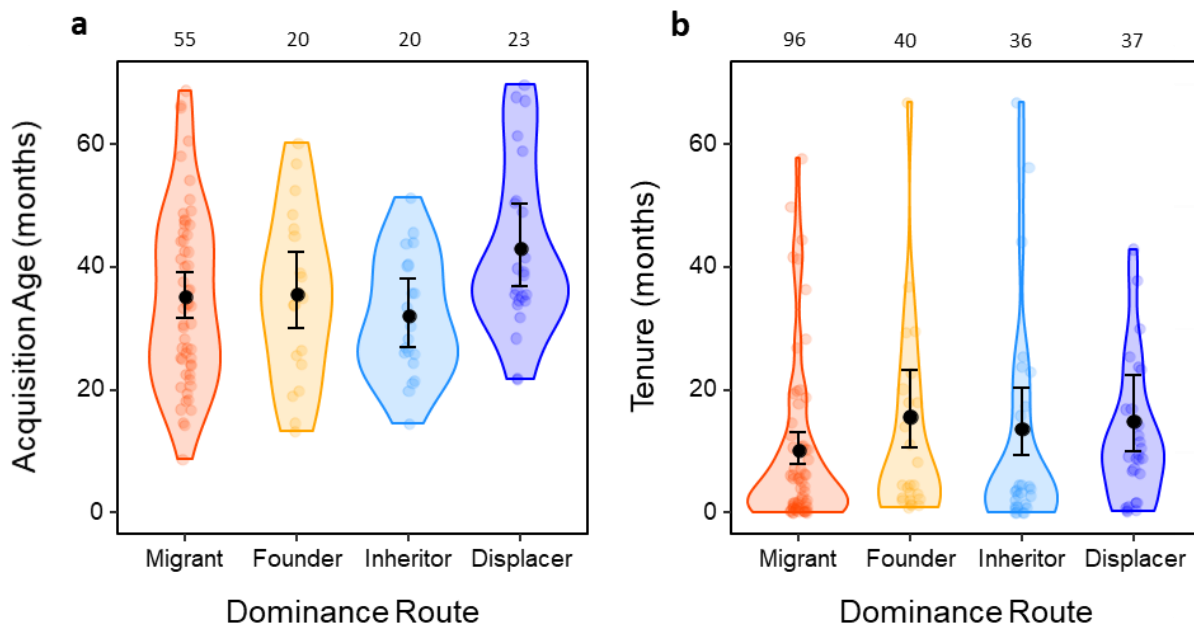 a
55 20 20 23
Acquisition Age (months)
60
40
20
0
Migrant Founder Inheritor Displacer
Dominance Route
b
96 40 36 37
Tenure (months)
60
40
20
0
Migrant Founder Inheritor Displacer
Dominance Route